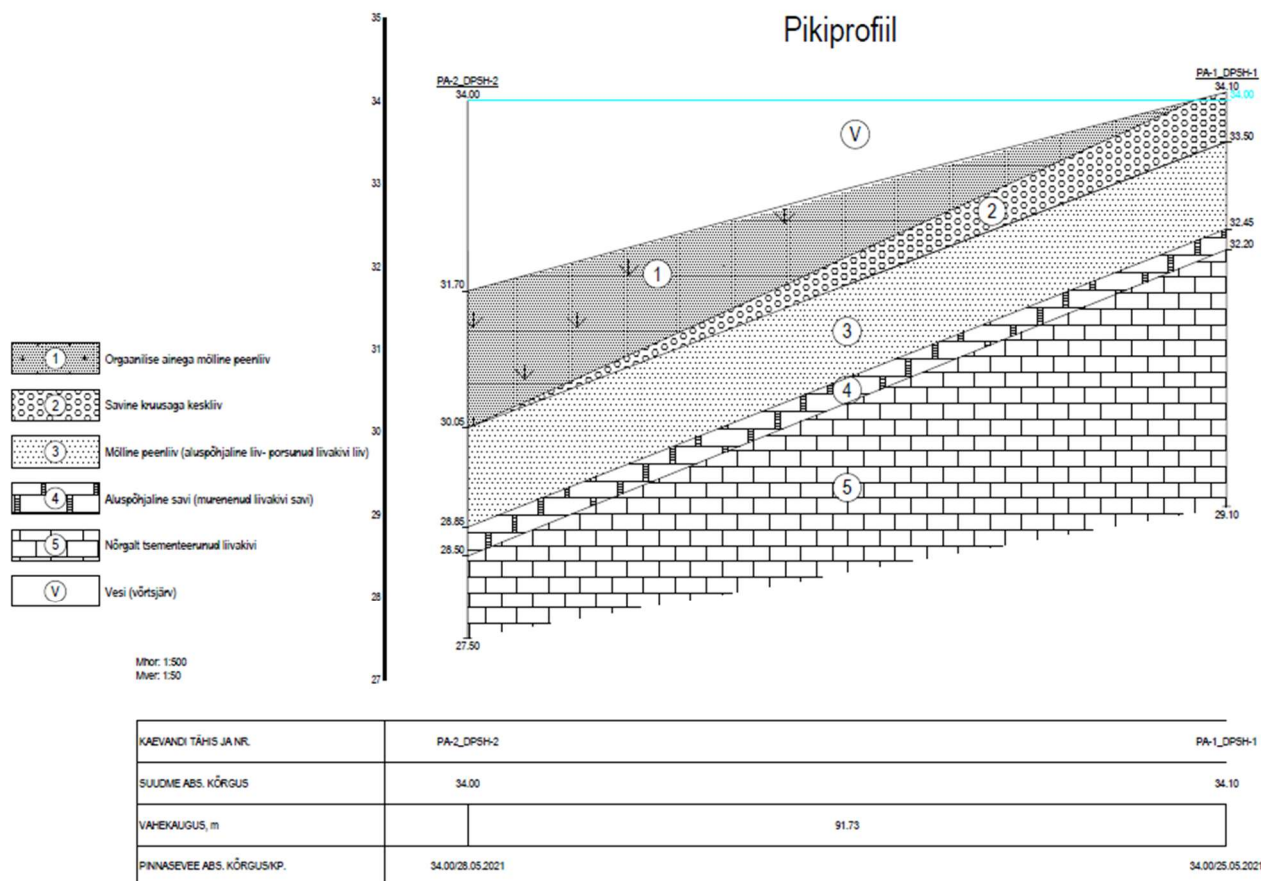 Pikiprofiil
35
34
33
32
31
30
29
28
27
PA-2_DPSH-2
34.00
PA-1_DPSH-1
34.10
34.00
V
33.50
2
32.45
32.20
1
31.70
3
4
30.05
5
29.10
28.85
28.50
27.50
1 Orgaanilise ainega mölline peenliiv
2 Savine kruusaga keskliiv
3 Mölline peenliiv (aluspõhjaline liiv- porsunud liivakivi liiv)
4 Aluspõhjaline savi (murenenud liivakivi savi)
5 Nõrgalt tsementeerunud liivakivi
V Vesi (võrtsjärv)
Mhor: 1:500
Mver: 1:50
KAEVANDI TÄHIS JA NR. PA-2_DPSH-2 PA-1_DPSH-1
SUUDME ABS. KÕRGUS 34.00 34.10
VAHEKAUGUS, m 91.73
PINNASEVEE ABS. KÕRGUS/KP. 34.00/28.05.2021 34.00/25.05.2021